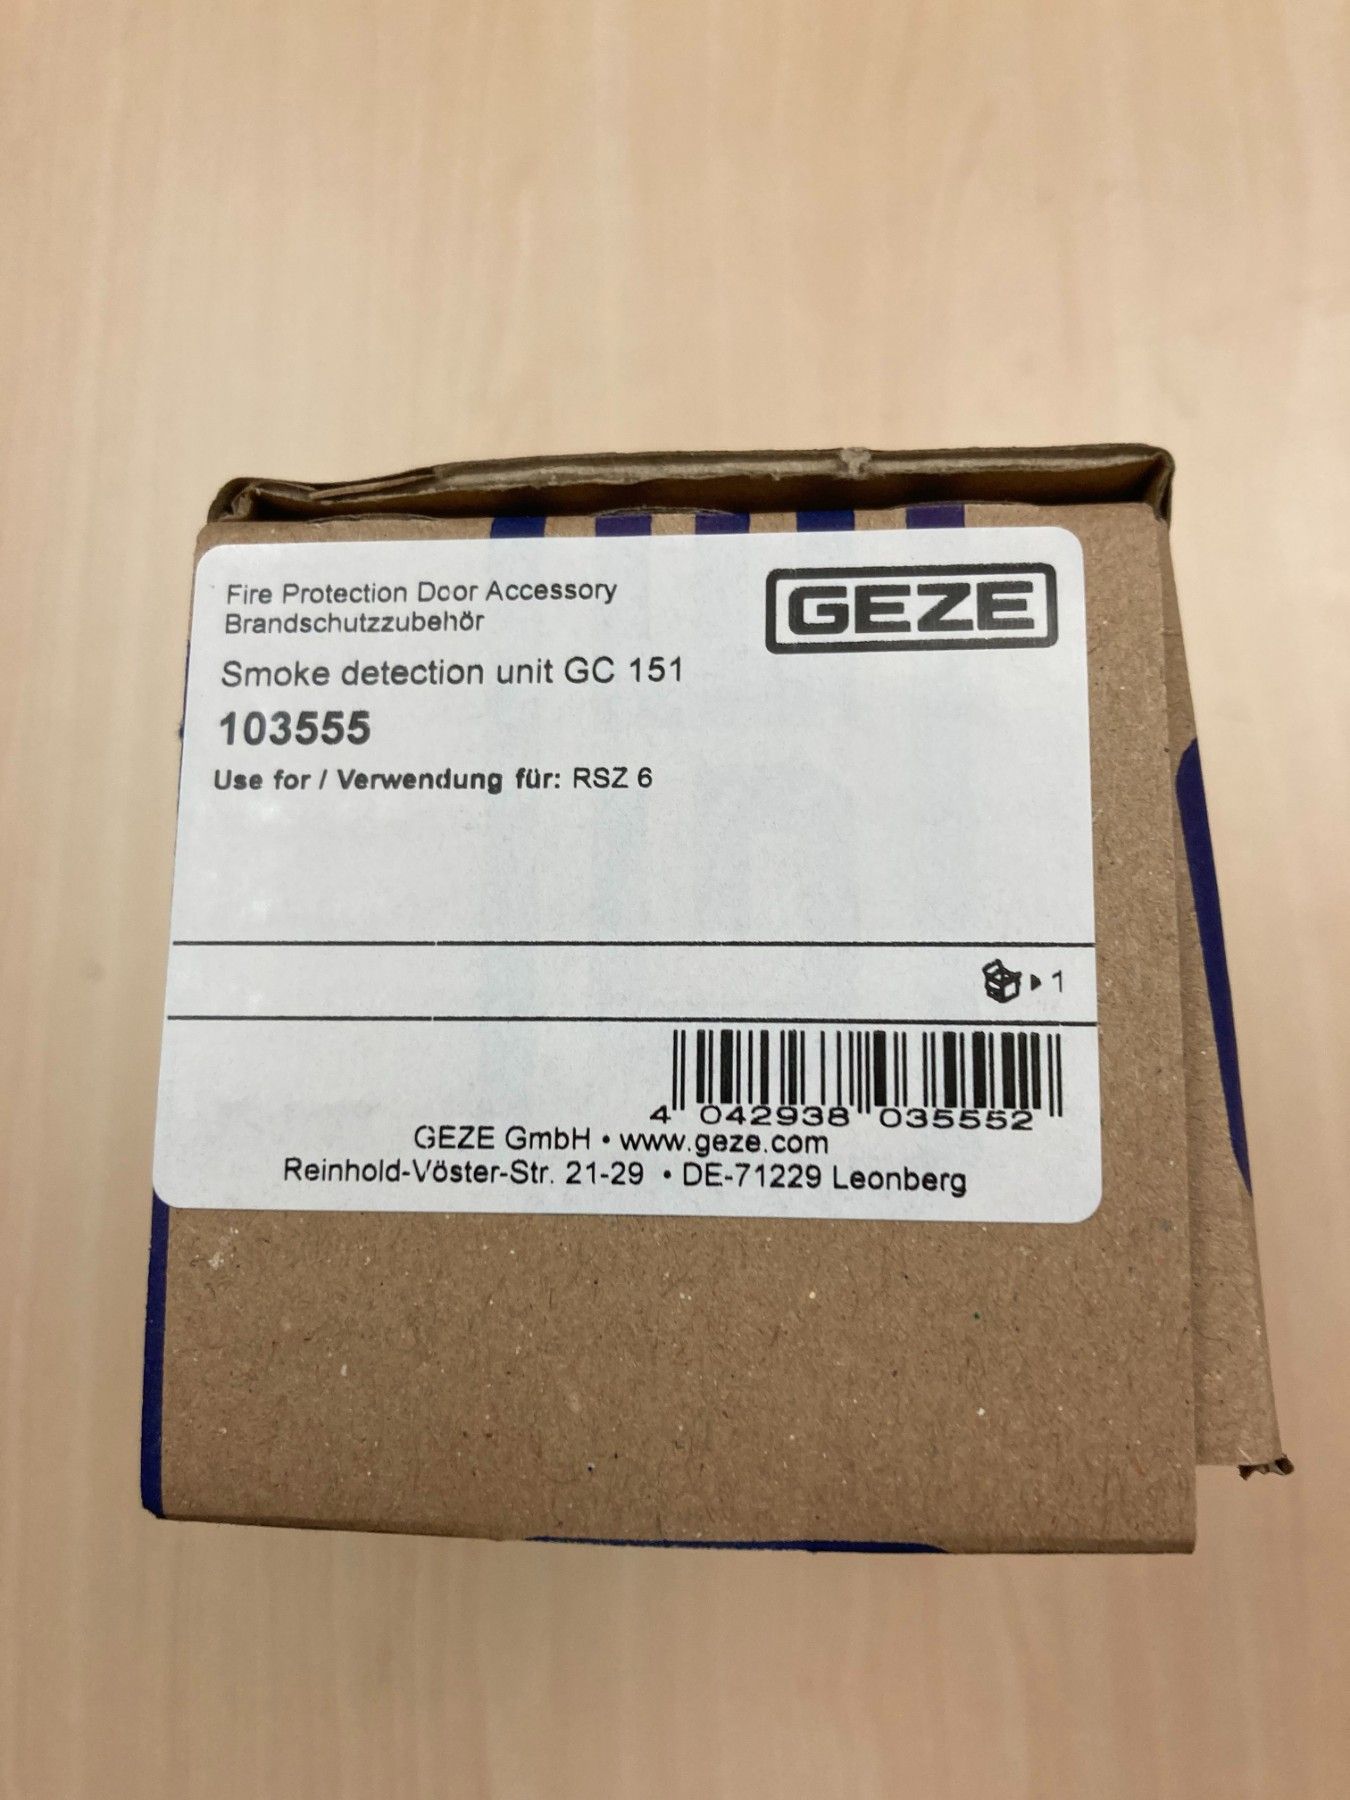 Fire Protection Door Accessory
Brandschutzzubehör
GEZE
Smoke detection unit GC 151
103555
Use for / Verwendung für: RSZ 6
1
4 042938 035552
GEZE GmbH • www.geze.com
Reinhold-Vöster-Str. 21-29 • DE-71229 Leonberg